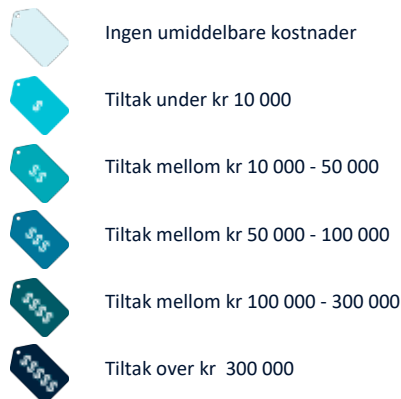 Ingen umiddelbare kostnader
$
Tiltak under kr 10 000
$$
Tiltak mellom kr 10 000 - 50 000
$$$
Tiltak mellom kr 50 000 - 100 000
$$$$
Tiltak mellom kr 100 000 - 300 000
$$$$$
Tiltak over kr  300 000